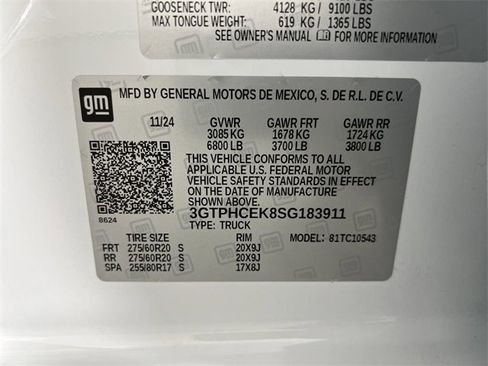 GOOSENECK TWR: 4128 KG / 9100 LBS
MAX TONGUE WEIGHT: 619 KG / 1365 LBS
SEE OWNER'S MANUAL FOR MORE INFORMATION
gm
MFD BY GENERAL MOTORS DE MEXICO, S. DE R.L. DE C.V.
11/24 GVWR GAWR FRT GAWR RR
3085 KG 1678 KG 1724 KG
6800 LB 3700 LB 3800 LB
THIS VEHICLE CONFORMS TO ALL
APPLICABLE U.S. FEDERAL MOTOR
VEHICLE SAFETY STANDARDS IN EFFECT
ON THE DATE OF MANUFACTURE
SHOWN ABOVE.
3GTPHCEK8SG183911
8624
TYPE: TRUCK
TIRE SIZE RIM MODEL: 81TC10543
FRT 275/60R20 S 20X9J
RR 275/60R20 S 20X9J
SPA 255/80R17 S 17X8J